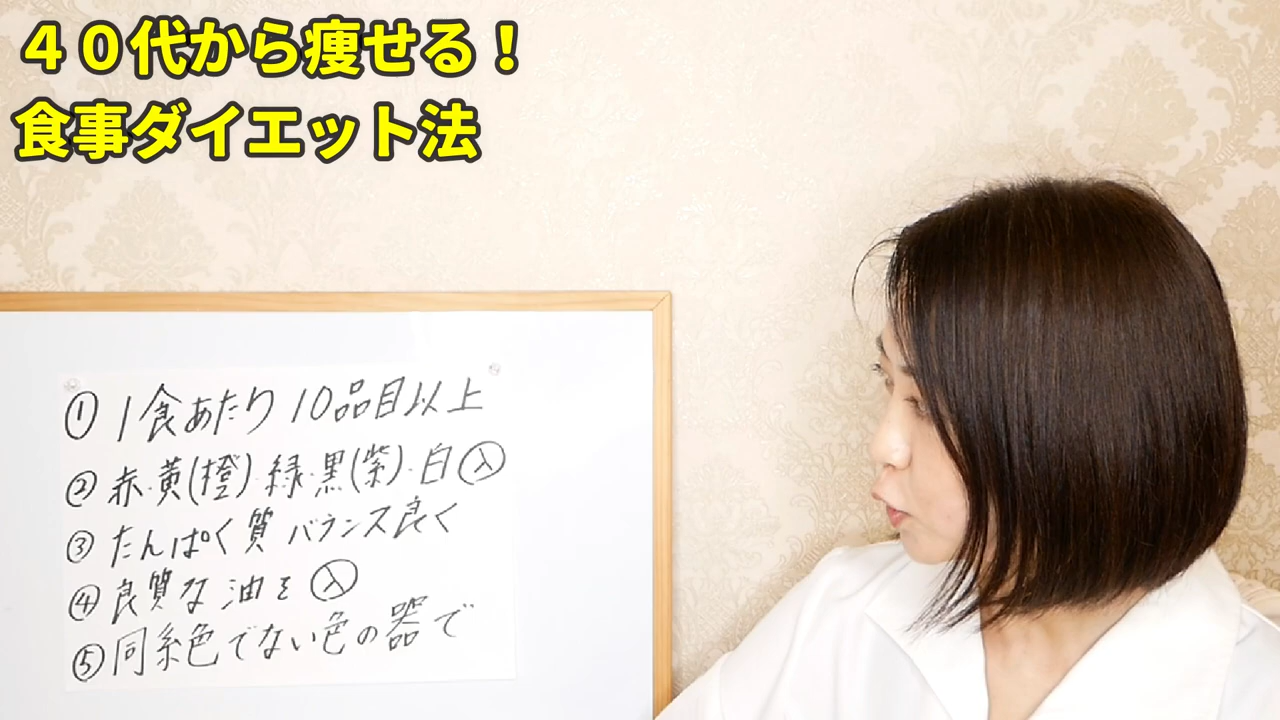 ４０代から痩せる！
食事ダイエット法
① 1食あたり10品目以上
② 赤・黄(橙)・緑・黒(紫)・白㋑
③ たんぱく質 バランス良く
④ 良質な油を入
⑤ 同系色でない色の器で